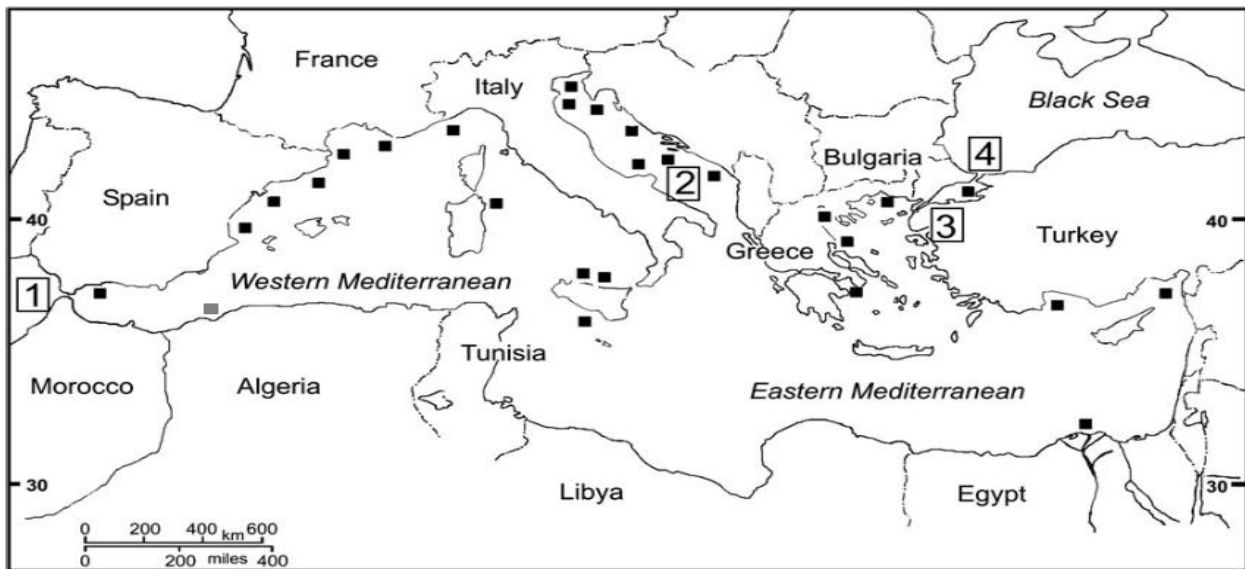 France
Italy
Black Sea
4
Bulgaria
2
Spain
40
3
40
Greece
Turkey
Western Mediterranean
1
Tunisia
Morocco
Algeria
Eastern Mediterranean
30
Libya
Egypt
30
0 200 400 km 600
0 200 miles 400